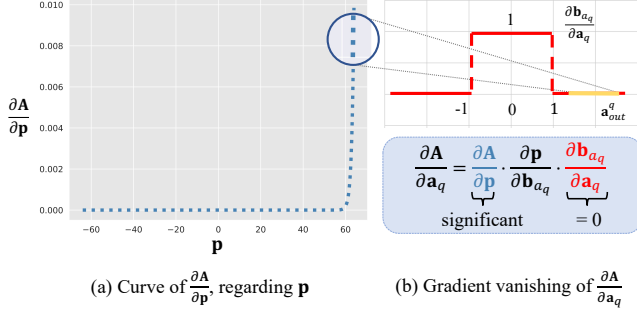 0.010
0.008
0.006
0.004
0.002
0.000
∂A/∂p
−60 −40 −20 0 20 40 60
p
1
∂b_{a_q}/∂a_q
-1 0 1 a^q_{out}
∂A/∂a_q = ∂A/∂p · ∂p/∂b_{a_q} · ∂b_{a_q}/∂a_q
significant = 0
(a) Curve of ∂A/∂p, regarding p
(b) Gradient vanishing of ∂A/∂a_q